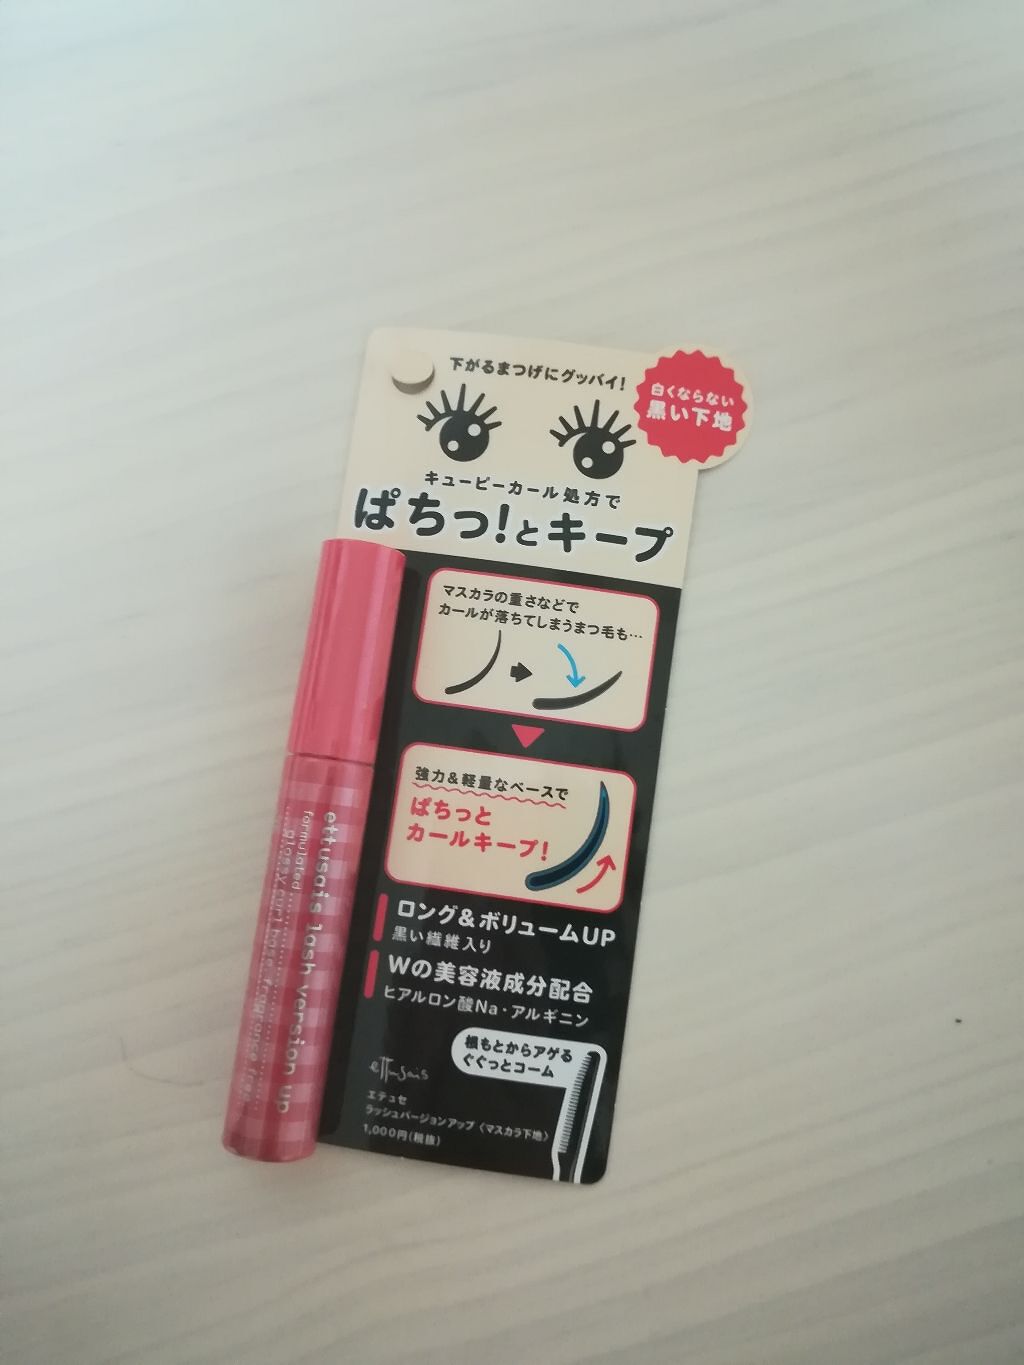 下がるまつげにグッバイ!
白くならない
黒い下地
キューピーカール処方で
ぱちっ!とキープ
マスカラの重さなどで
カールが落ちてしまうまつ毛も…
強力&軽量なベースで
ぱちっと
カールキープ!
ロング&ボリュームUP
黒い繊維入り
Wの美容液成分配合
ヒアルロン酸Na・アルギニン
根もとからアゲる
ぐぐっとコーム
ettusais
エテュセ
ラッシュバージョンアップ〈マスカラ下地〉
1,000円(税抜)
ettusais lash version up
formulated
glossy curl base fragrance free